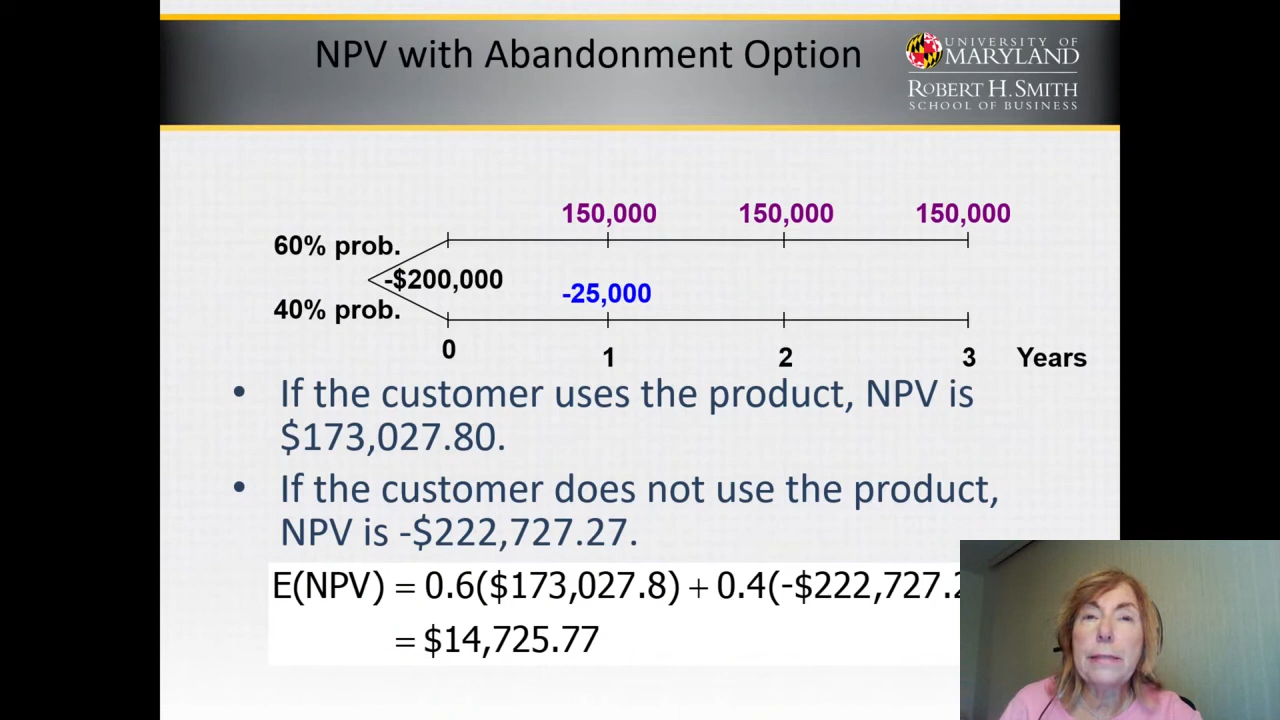 NPV with Abandonment Option
UNIVERSITY OF
MARYLAND
ROBERT H. SMITH
SCHOOL OF BUSINESS
150,000 150,000 150,000
60% prob.
-$200,000
-25,000
40% prob.
0 1 2 3 Years
• If the customer uses the product, NPV is
$173,027.80.
• If the customer does not use the product,
NPV is -$222,727.27.
E(NPV) = 0.6($173,027.8) + 0.4(-$222,727.
= $14,725.77